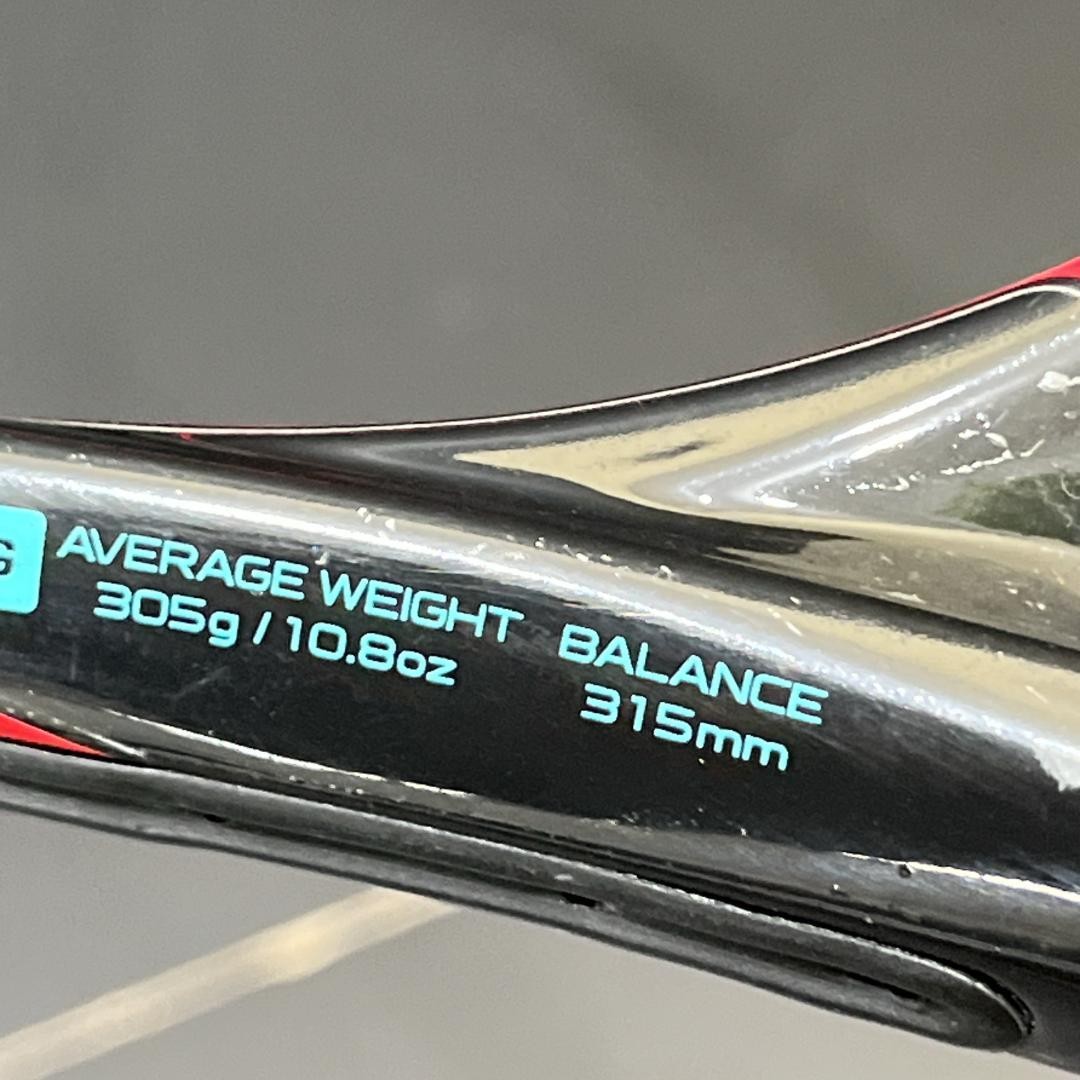 G
AVERAGE WEIGHT
305g / 10.8oz
BALANCE
315mm